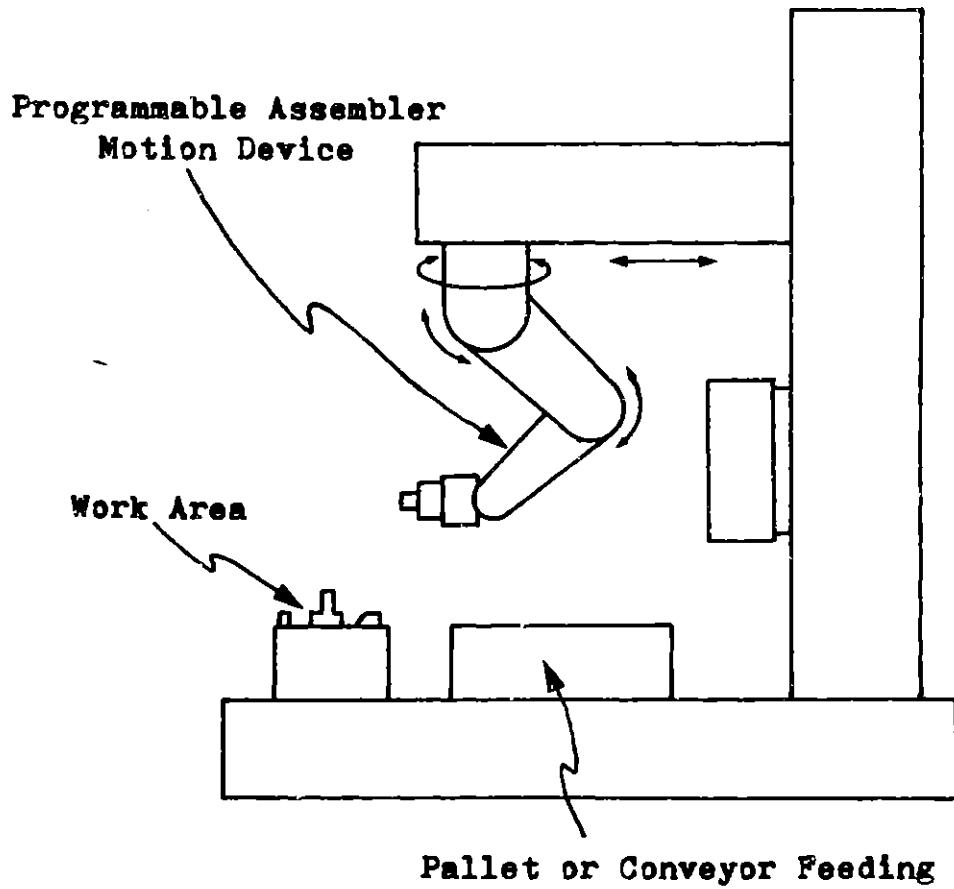 Programmable Assembler
Motion Device
Work Area
Pallet or Conveyor Feeding